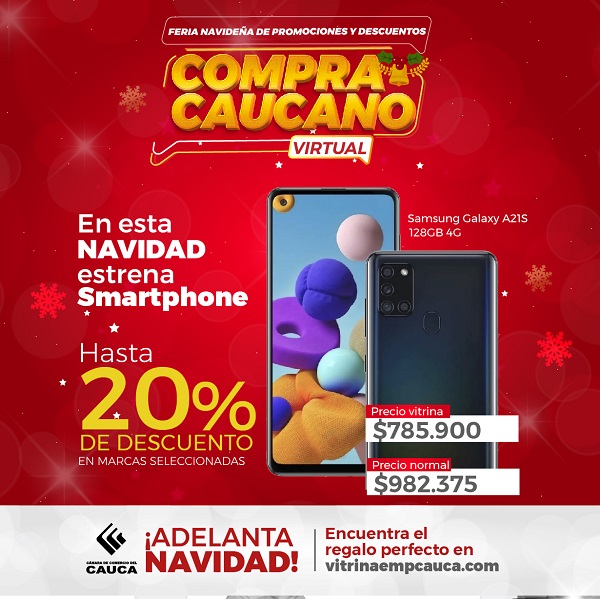 FERIA NAVIDEÑA DE PROMOCIONES Y DESCUENTOS
COMPRA
CAUCANO
VIRTUAL
En esta
NAVIDAD
estrena
Smartphone
Samsung Galaxy A21S
128GB 4G
Hasta
20%
DE DESCUENTO
EN MARCAS SELECCIONADAS
Precio vitrina
$785.900
Precio normal
$982.375
CÁMARA DE COMERCIO DEL
CAUCA
¡ADELANTA
NAVIDAD!
Encuentra el
regalo perfecto en
vitrinaempcauca.com